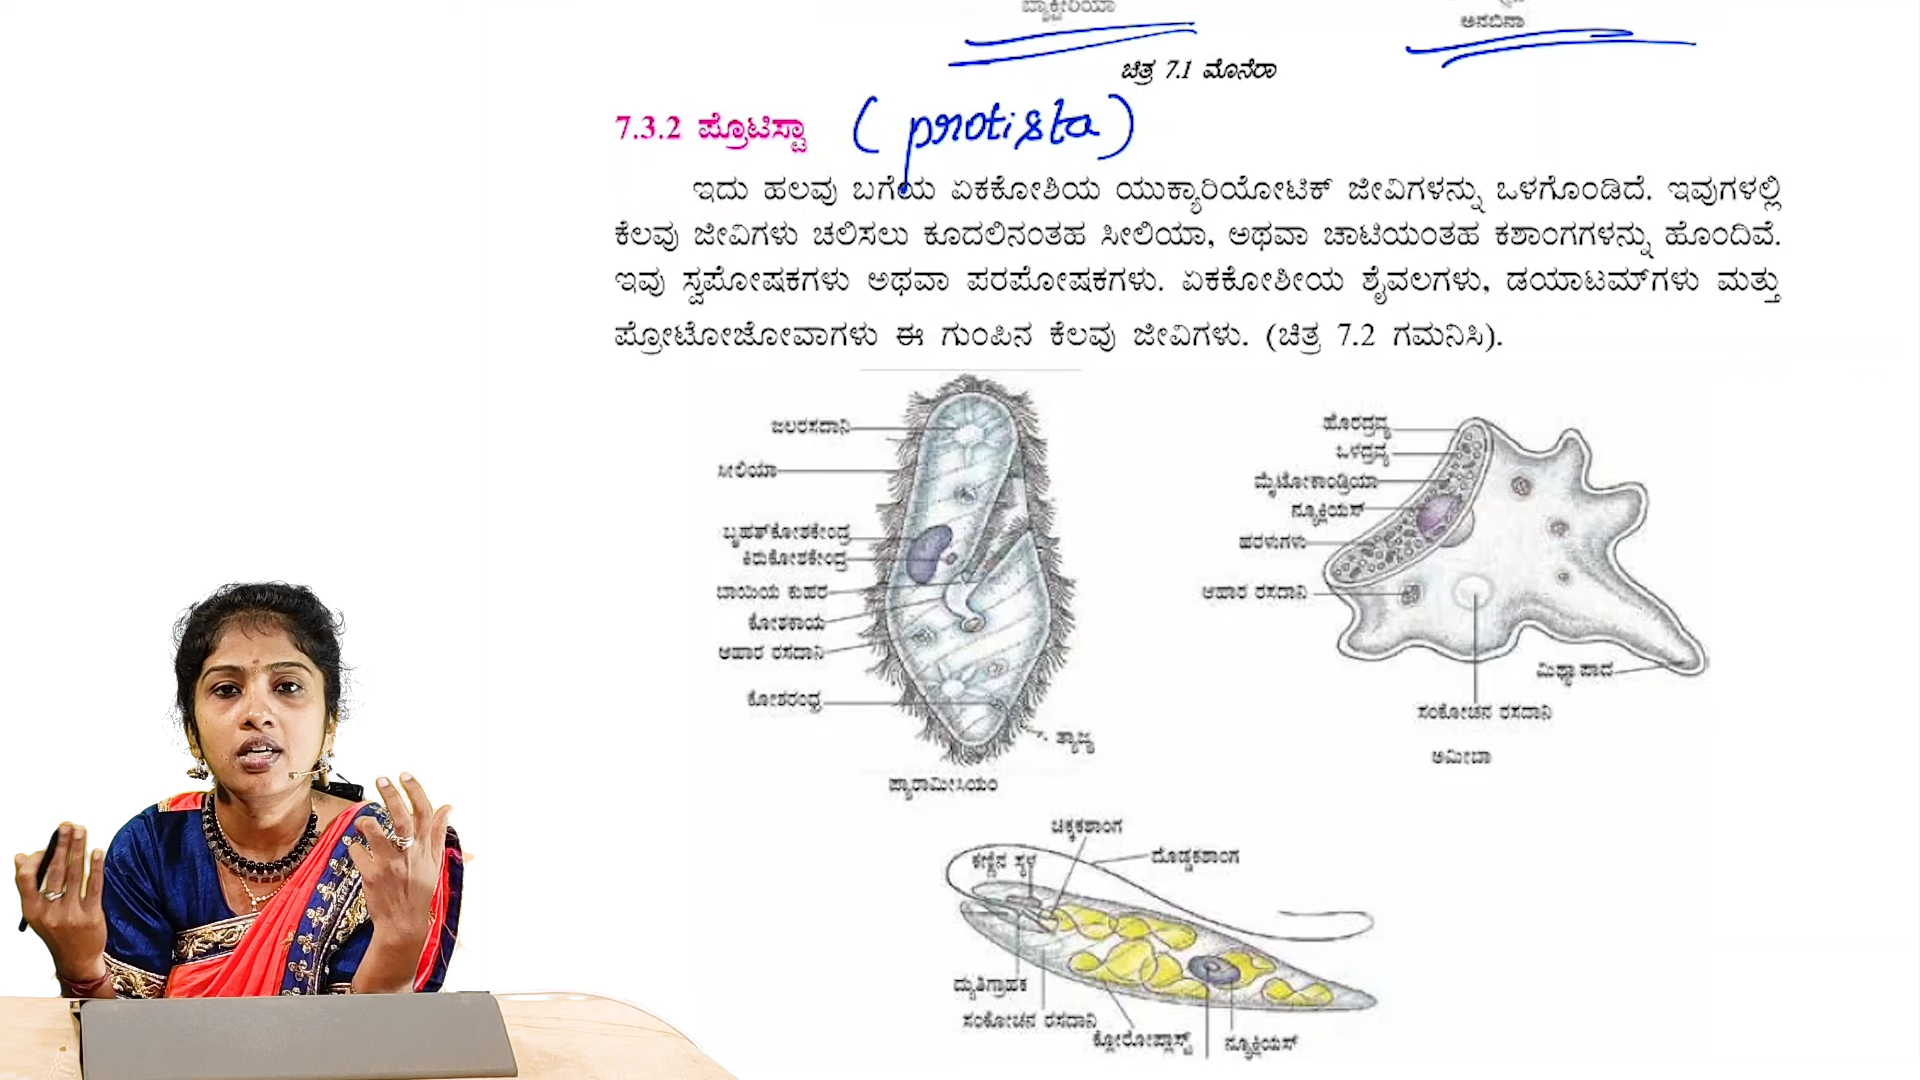 ಬ್ಯಾಕ್ಟೀರಿಯಾ
ಅನಬಿನಾ
ಚಿತ್ರ 7.1 ಮೊನೆರಾ
7.3.2 ಪ್ರೊಟಿಸ್ಟಾ (protista)
ಇದು ಹಲವು ಬಗೆಯ ಏಕಕೋಶಿಯ ಯುಕ್ಯಾರಿಯೋಟಿಕ್ ಜೀವಿಗಳನ್ನು ಒಳಗೊಂಡಿದೆ. ಇವುಗಳಲ್ಲಿ
ಕೆಲವು ಜೀವಿಗಳು ಚಲಿಸಲು ಕೂದಲಿನಂತಹ ಸೀಲಿಯಾ, ಅಥವಾ ಚಾಟಿಯಂತಹ ಕಶಾಂಗಗಳನ್ನು ಹೊಂದಿವೆ.
ಇವು ಸ್ವಪೋಷಕಗಳು ಅಥವಾ ಪರಪೋಷಕಗಳು. ಏಕಕೋಶೀಯ ಶೈವಲಗಳು, ಡಯಾಟಮ್‌ಗಳು ಮತ್ತು
ಪ್ರೋಟೋಜೋವಾಗಳು ಈ ಗುಂಪಿನ ಕೆಲವು ಜೀವಿಗಳು. (ಚಿತ್ರ 7.2 ಗಮನಿಸಿ).
ಜಲರಸದಾನಿ
ಸೀಲಿಯಾ
ಬೃಹತ್‌ಕೋಶಕೇಂದ್ರ
ಕಿರುಕೋಶಕೇಂದ್ರ
ಬಾಯಿಯ ಕುಹರ
ಕೋಶಕಾಯ
ಆಹಾರ ರಸದಾನಿ
ಕೋಶರಂಧ್ರ
ತ್ಯಾಜ್ಯ
ಪ್ಯಾರಾಮೀಸಿಯಂ
ಹೊರದ್ರವ್ಯ
ಒಳದ್ರವ್ಯ
ಮೈಟೋಕಾಂಡ್ರಿಯಾ
ನ್ಯೂಕ್ಲಿಯಸ್
ಹರಳುಗಳು
ಆಹಾರ ರಸದಾನಿ
ಮಿಥ್ಯಾಪಾದ
ಸಂಕೋಚನ ರಸದಾನಿ
ಅಮೀಬಾ
ಚಿಕ್ಕಕಶಾಂಗ
ಕಣ್ಣಿನ ಸ್ಥಳ
ದೊಡ್ಡಕಶಾಂಗ
ದ್ಯುತಿಗ್ರಾಹಕ
ಸಂಕೋಚನ ರಸದಾನಿ
ಕ್ಲೋರೋಪ್ಲಾಸ್ಟ್
ನ್ಯೂಕ್ಲಿಯಸ್